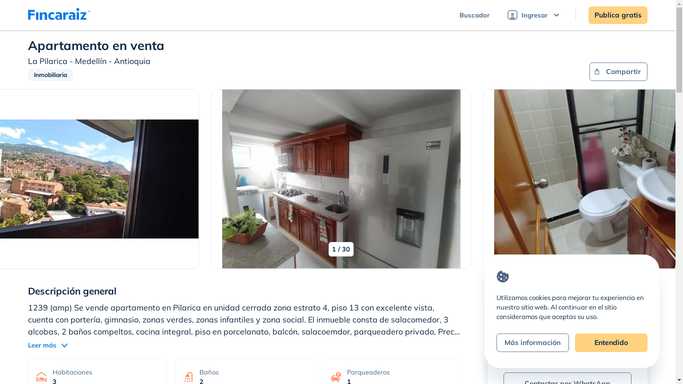 Fincaraiz
Buscador
Ingresar
Publica gratis
Apartamento en venta
La Pilarica - Medellín - Antioquia
Inmobiliaria
Compartir
1 / 30
Descripción general
1239 (amp) Se vende apartamento en Pilarica en unidad cerrada zona estrato 4, piso 13 con excelente vista,
cuenta con portería, gimnasio, zonas verdes, zonas infantiles y zona social. El inmueble consta de salacomedor, 3
alcobas, 2 baños compeltos, cocina integral, piso en porcelanato, balcón, salacoemdor, parqueadero privado, Prec...
Leer más
Habitaciones
3
Baños
2
Parqueaderos
1
Utilizamos cookies para mejorar tu experiencia en
nuestro sitio web. Al continuar en el sitio
consideramos que aceptas su uso.
Más información
Entendido
Contactar por WhatsApp